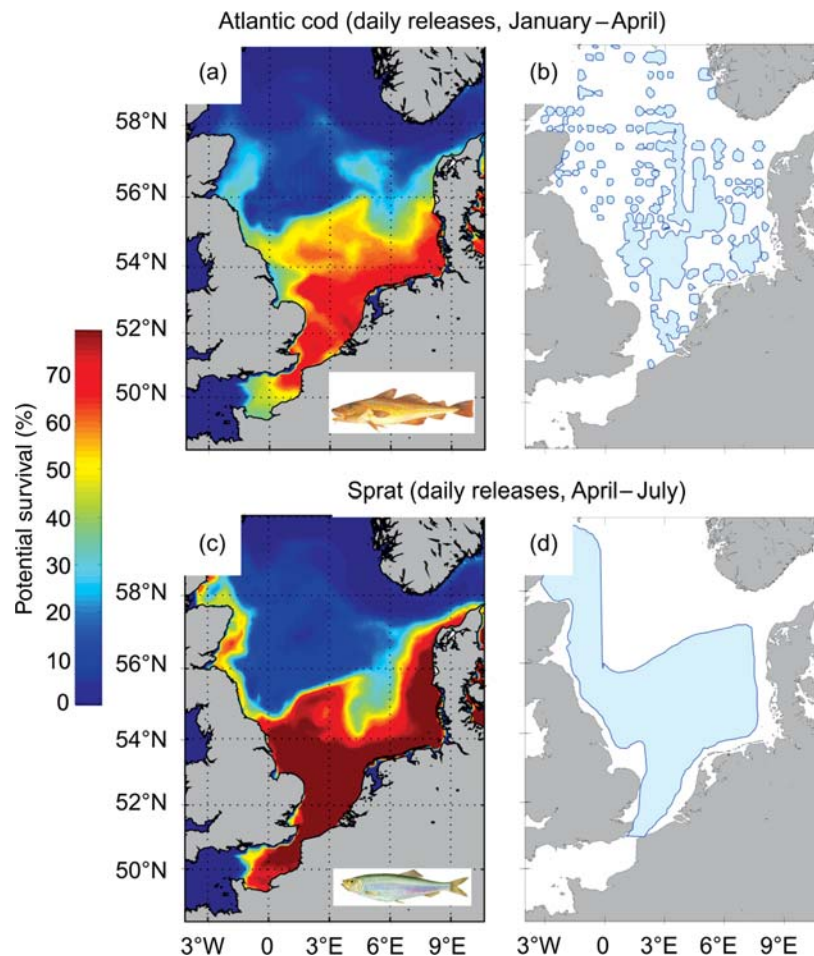 Atlantic cod (daily releases, January–April)
(a)
(b)
58°N
56°N
54°N
52°N
50°N
Potential survival (%)
70
60
50
40
30
20
10
0
Sprat (daily releases, April–July)
(c)
(d)
58°N
56°N
54°N
52°N
50°N
3°W 0 3°E 6°E 9°E
3°W 0 3°E 6°E 9°E